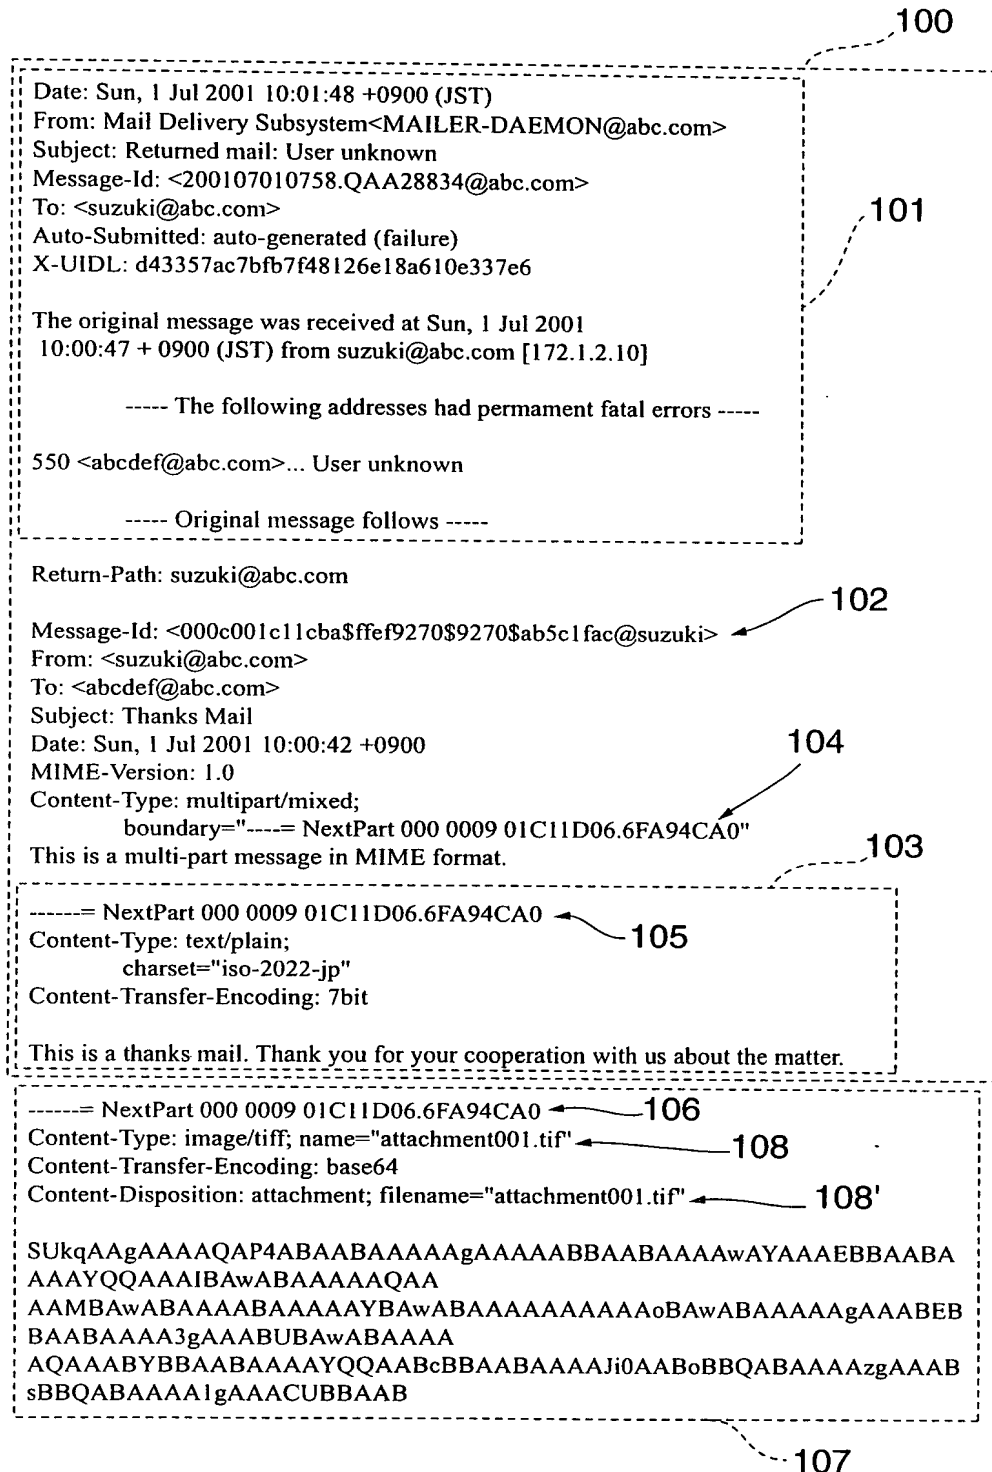 100
Date: Sun, 1 Jul 2001 10:01:48 +0900 (JST)
From: Mail Delivery Subsystem<MAILER-DAEMON@abc.com>
Subject: Returned mail: User unknown
Message-Id: <200107010758.QAA28834@abc.com>
To: <suzuki@abc.com>
101
Auto-Submitted: auto-generated (failure)
X-UIDL: d43357ac7bfb7f48126e18a610e337e6
The original message was received at Sun, 1 Jul 2001
10:00:47 + 0900 (JST) from suzuki@abc.com [172.1.2.10]
----- The following addresses had permament fatal errors -----
550 <abcdef@abc.com>... User unknown
----- Original message follows -----
Return-Path: suzuki@abc.com
102
Message-Id: <000c001c11cba$ffef9270$9270$ab5c1fac@suzuki>
From: <suzuki@abc.com>
To: <abcdef@abc.com>
Subject: Thanks Mail
Date: Sun, 1 Jul 2001 10:00:42 +0900
104
MIME-Version: 1.0
Content-Type: multipart/mixed;
boundary="----= NextPart 000 0009 01C11D06.6FA94CA0"
This is a multi-part message in MIME format.
103
------= NextPart 000 0009 01C11D06.6FA94CA0
105
Content-Type: text/plain;
charset="iso-2022-jp"
Content-Transfer-Encoding: 7bit
This is a thanks mail. Thank you for your cooperation with us about the matter.
------= NextPart 000 0009 01C11D06.6FA94CA0 106
Content-Type: image/tiff; name="attachment001.tif" 108
Content-Transfer-Encoding: base64
Content-Disposition: attachment; filename="attachment001.tif" 108'
SUkqAAgAAAAQAP4ABAABAAAAAgAAAAABBAABAAAAwAYAAAEBBAABA
AAAYQQAAAIBAwABAAAAAQAA
AAMBAwABAAAABAAAAAYBAwABAAAAAAAAAAoBAwABAAAAAgAAABEB
BAABAAAA3gAAABUBAwABAAAA
AQAAABYBBAABAAAAYQQAABcBBAABAAAAJi0AABoBBQABAAAAzgAAAB
sBBQABAAAA1gAAACUBBAAB
107